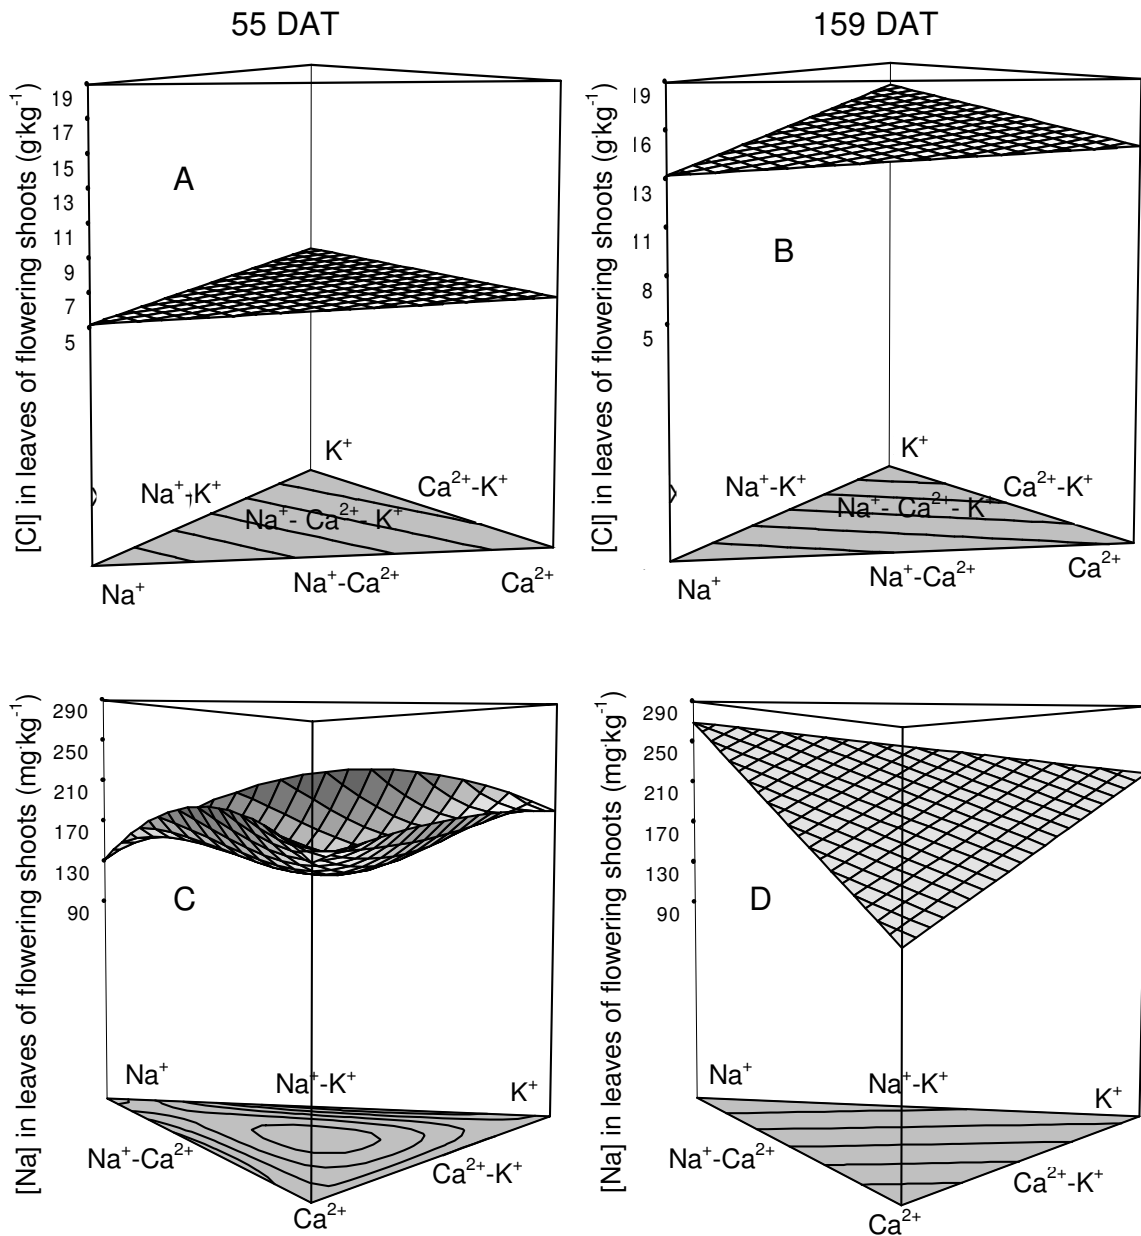 55 DAT
159 DAT
[Cl] in leaves of flowering shoots (g·kg⁻¹)
19
17
15
13
11
9
7
5
A
K⁺
Na⁺-K⁺
Ca²⁺-K⁺
Na⁺- Ca²⁺- K⁺
Na⁺
Na⁺-Ca²⁺
Ca²⁺
[Cl] in leaves of flowering shoots (g·kg⁻¹)
19
16
13
11
8
5
B
K⁺
Na⁺-K⁺
Ca²⁺-K⁺
Na⁺- Ca²⁺- K⁺
Na⁺
Na⁺-Ca²⁺
Ca²⁺
[Na] in leaves of flowering shoots (mg·kg⁻¹)
290
250
210
170
130
90
C
Na⁺
Na⁺-K⁺
K⁺
Na⁺-Ca²⁺
Ca²⁺-K⁺
Ca²⁺
[Na] in leaves of flowering shoots (mg·kg⁻¹)
290
250
210
170
130
90
D
Na⁺
Na⁺-K⁺
K⁺
Na⁺-Ca²⁺
Ca²⁺-K⁺
Ca²⁺